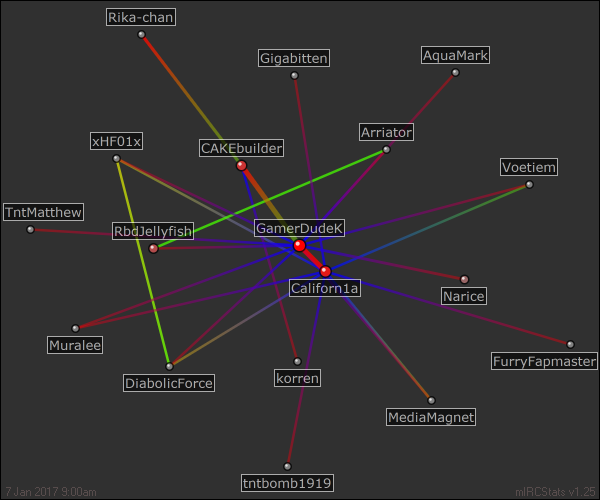 Rika-chan
Gigabitten
AquaMark
Arriator
xHF01x
CAKEbuilder
Voetiem
TntMatthew
RbdJellyfish
GamerDudeK
Californ1a
Narice
Muralee
FurryFapmaster
DiabolicForce
korren
MediaMagnet
tntbomb1919
7 Jan 2017 9:00am
mIRCStats v1.25